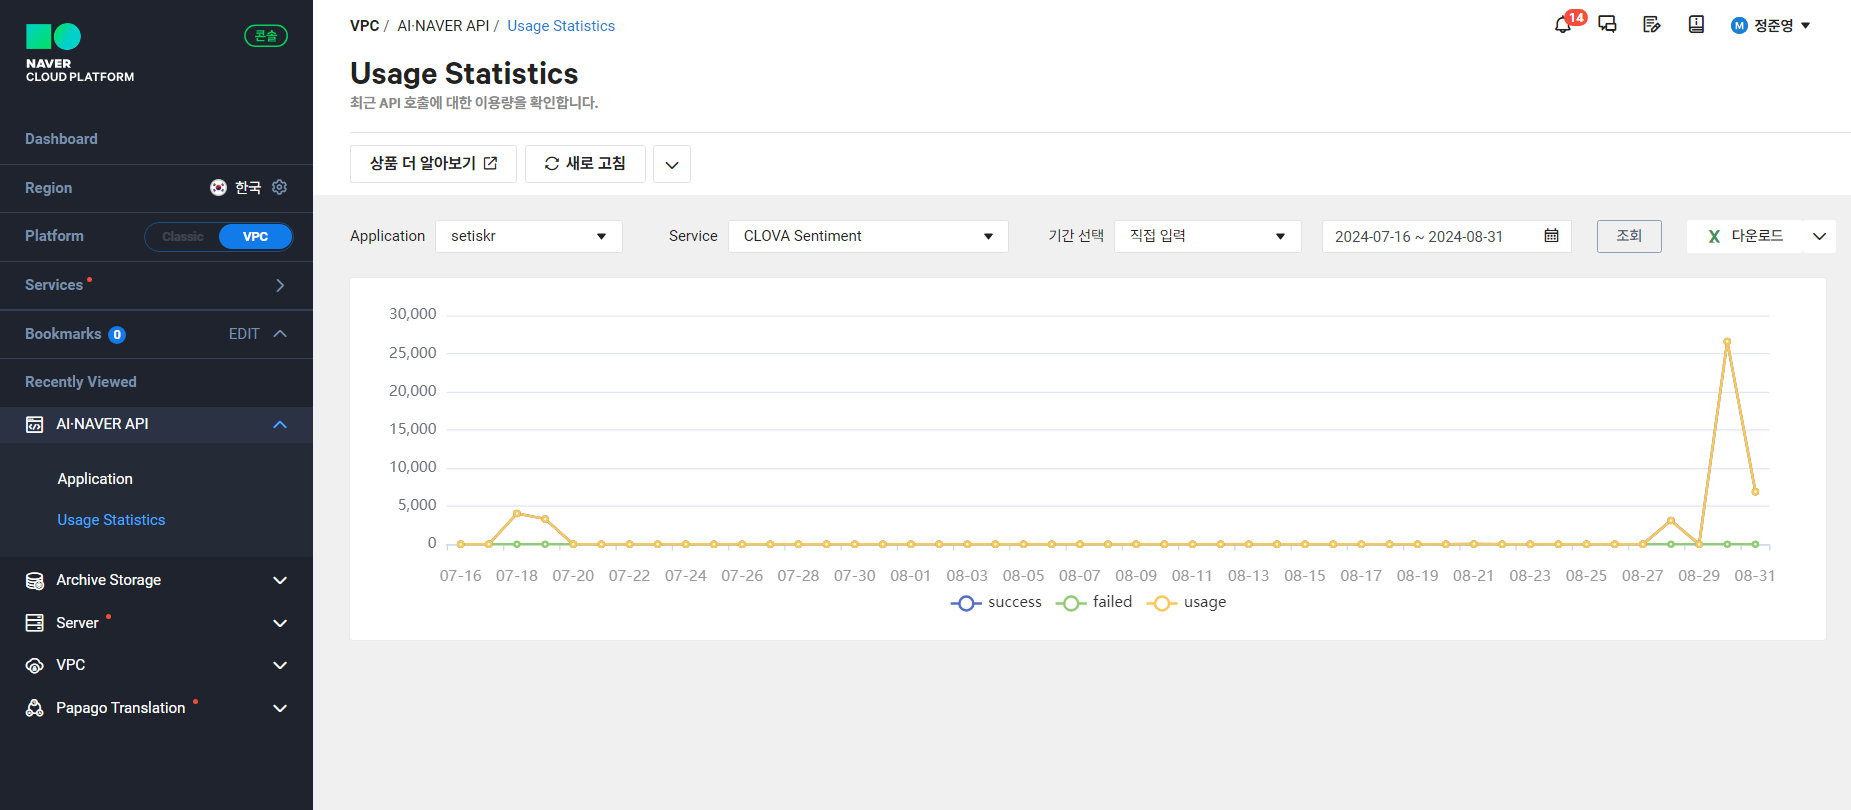 NAVER
CLOUD PLATFORM
콘솔
Dashboard
Region
한국
Platform
Classic
VPC
Services
Bookmarks 0
EDIT
Recently Viewed
AI·NAVER API
Application
Usage Statistics
Archive Storage
Server
VPC
Papago Translation
VPC / AI·NAVER API / Usage Statistics
14
M 정준영
Usage Statistics
최근 API 호출에 대한 이용량을 확인합니다.
상품 더 알아보기
새로 고침
Application
setiskr
Service
CLOVA Sentiment
기간 선택
직접 입력
2024-07-16 ~ 2024-08-31
조회
X 다운로드
30,000
25,000
20,000
15,000
10,000
5,000
0
07-16 07-18 07-20 07-22 07-24 07-26 07-28 07-30 08-01 08-03 08-05 08-07 08-09 08-11 08-13 08-15 08-17 08-19 08-21 08-23 08-25 08-27 08-29 08-31
success failed usage